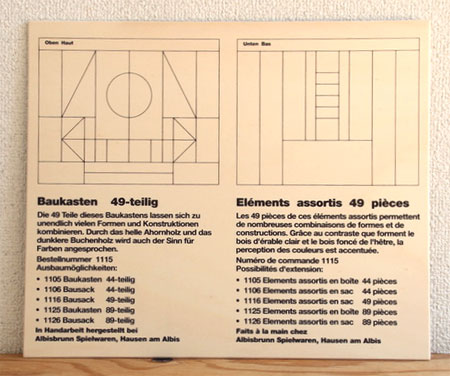 Oben Haut
Unten Bas
Baukasten 49-teilig
Die 49 Teile dieses Baukastens lassen sich zu
unendlich vielen Formen und Konstruktionen
kombinieren. Durch das helle Ahornholz und das
dunklere Buchenholz wird auch der Sinn für
Farben angesprochen.
Bestellnummer 1115
Ausbaumöglichkeiten:
• 1105 Baukasten 44-teilig
• 1106 Bausack 44-teilig
• 1116 Bausack 49-teilig
• 1125 Baukasten 89-teilig
• 1126 Bausack 89-teilig
In Handarbeit hergestellt bei
Albisbrunn Spielwaren, Hausen am Albis
Eléments assortis 49 pièces
Les 49 pièces de ces éléments assortis permettent
de nombreuses combinaisons de formes et de
constructions. Grâce au contraste que forment le
bois d'érable clair et le bois foncé de l'hêtre, la
perception des couleurs est accentuée.
Numéro de commande 1115
Possibilités d'extension:
• 1105 Elements assortis en boîte 44 pièces
• 1106 Elements assortis en sac 44 pièces
• 1116 Elements assortis en sac 49 pièces
• 1125 Elements assortis en boîte 89 pièces
• 1126 Elements assortis en sac 89 pièces
Faits à la main chez
Albisbrunn Spielwaren, Hausen am Albis